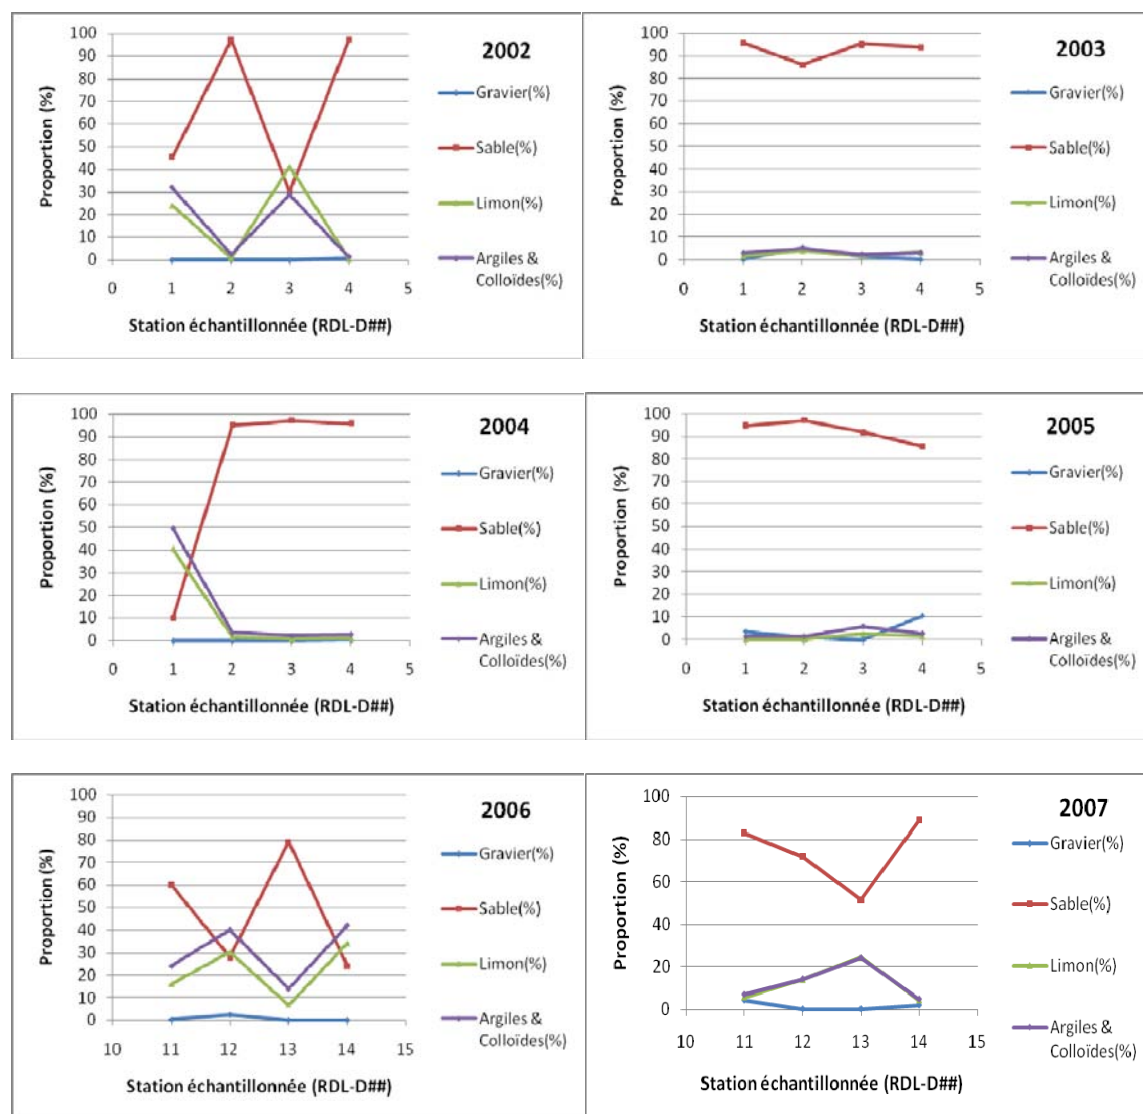 2002
Proportion (%)
100
90
80
70
60
50
40
30
20
10
0
0 1 2 3 4 5
Station échantillonnée (RDL-D##)
Gravier(%)
Sable(%)
Limon(%)
Argiles &
Colloïdes(%)
2003
Proportion (%)
100
90
80
70
60
50
40
30
20
10
0
0 1 2 3 4 5
Station échantillonnée (RDL-D##)
Gravier(%)
Sable(%)
Limon(%)
Argiles &
Colloïdes(%)
2004
Proportion (%)
100
90
80
70
60
50
40
30
20
10
0
0 1 2 3 4 5
Station échantillonnée (RDL-D##)
Gravier(%)
Sable(%)
Limon(%)
Argiles &
Colloïdes(%)
2005
Proportion (%)
100
90
80
70
60
50
40
30
20
10
0
0 1 2 3 4 5
Station échantillonnée (RDL-D##)
Gravier(%)
Sable(%)
Limon(%)
Argiles &
Colloïdes(%)
2006
Proportion (%)
100
90
80
70
60
50
40
30
20
10
0
10 11 12 13 14 15
Station échantillonnée (RDL-D##)
Gravier(%)
Sable(%)
Limon(%)
Argiles &
Colloïdes(%)
2007
Proportion (%)
100
80
60
40
20
0
10 11 12 13 14 15
Station échantillonnée (RDL-D##)
Gravier(%)
Sable(%)
Limon(%)
Argiles &
Colloïdes(%)